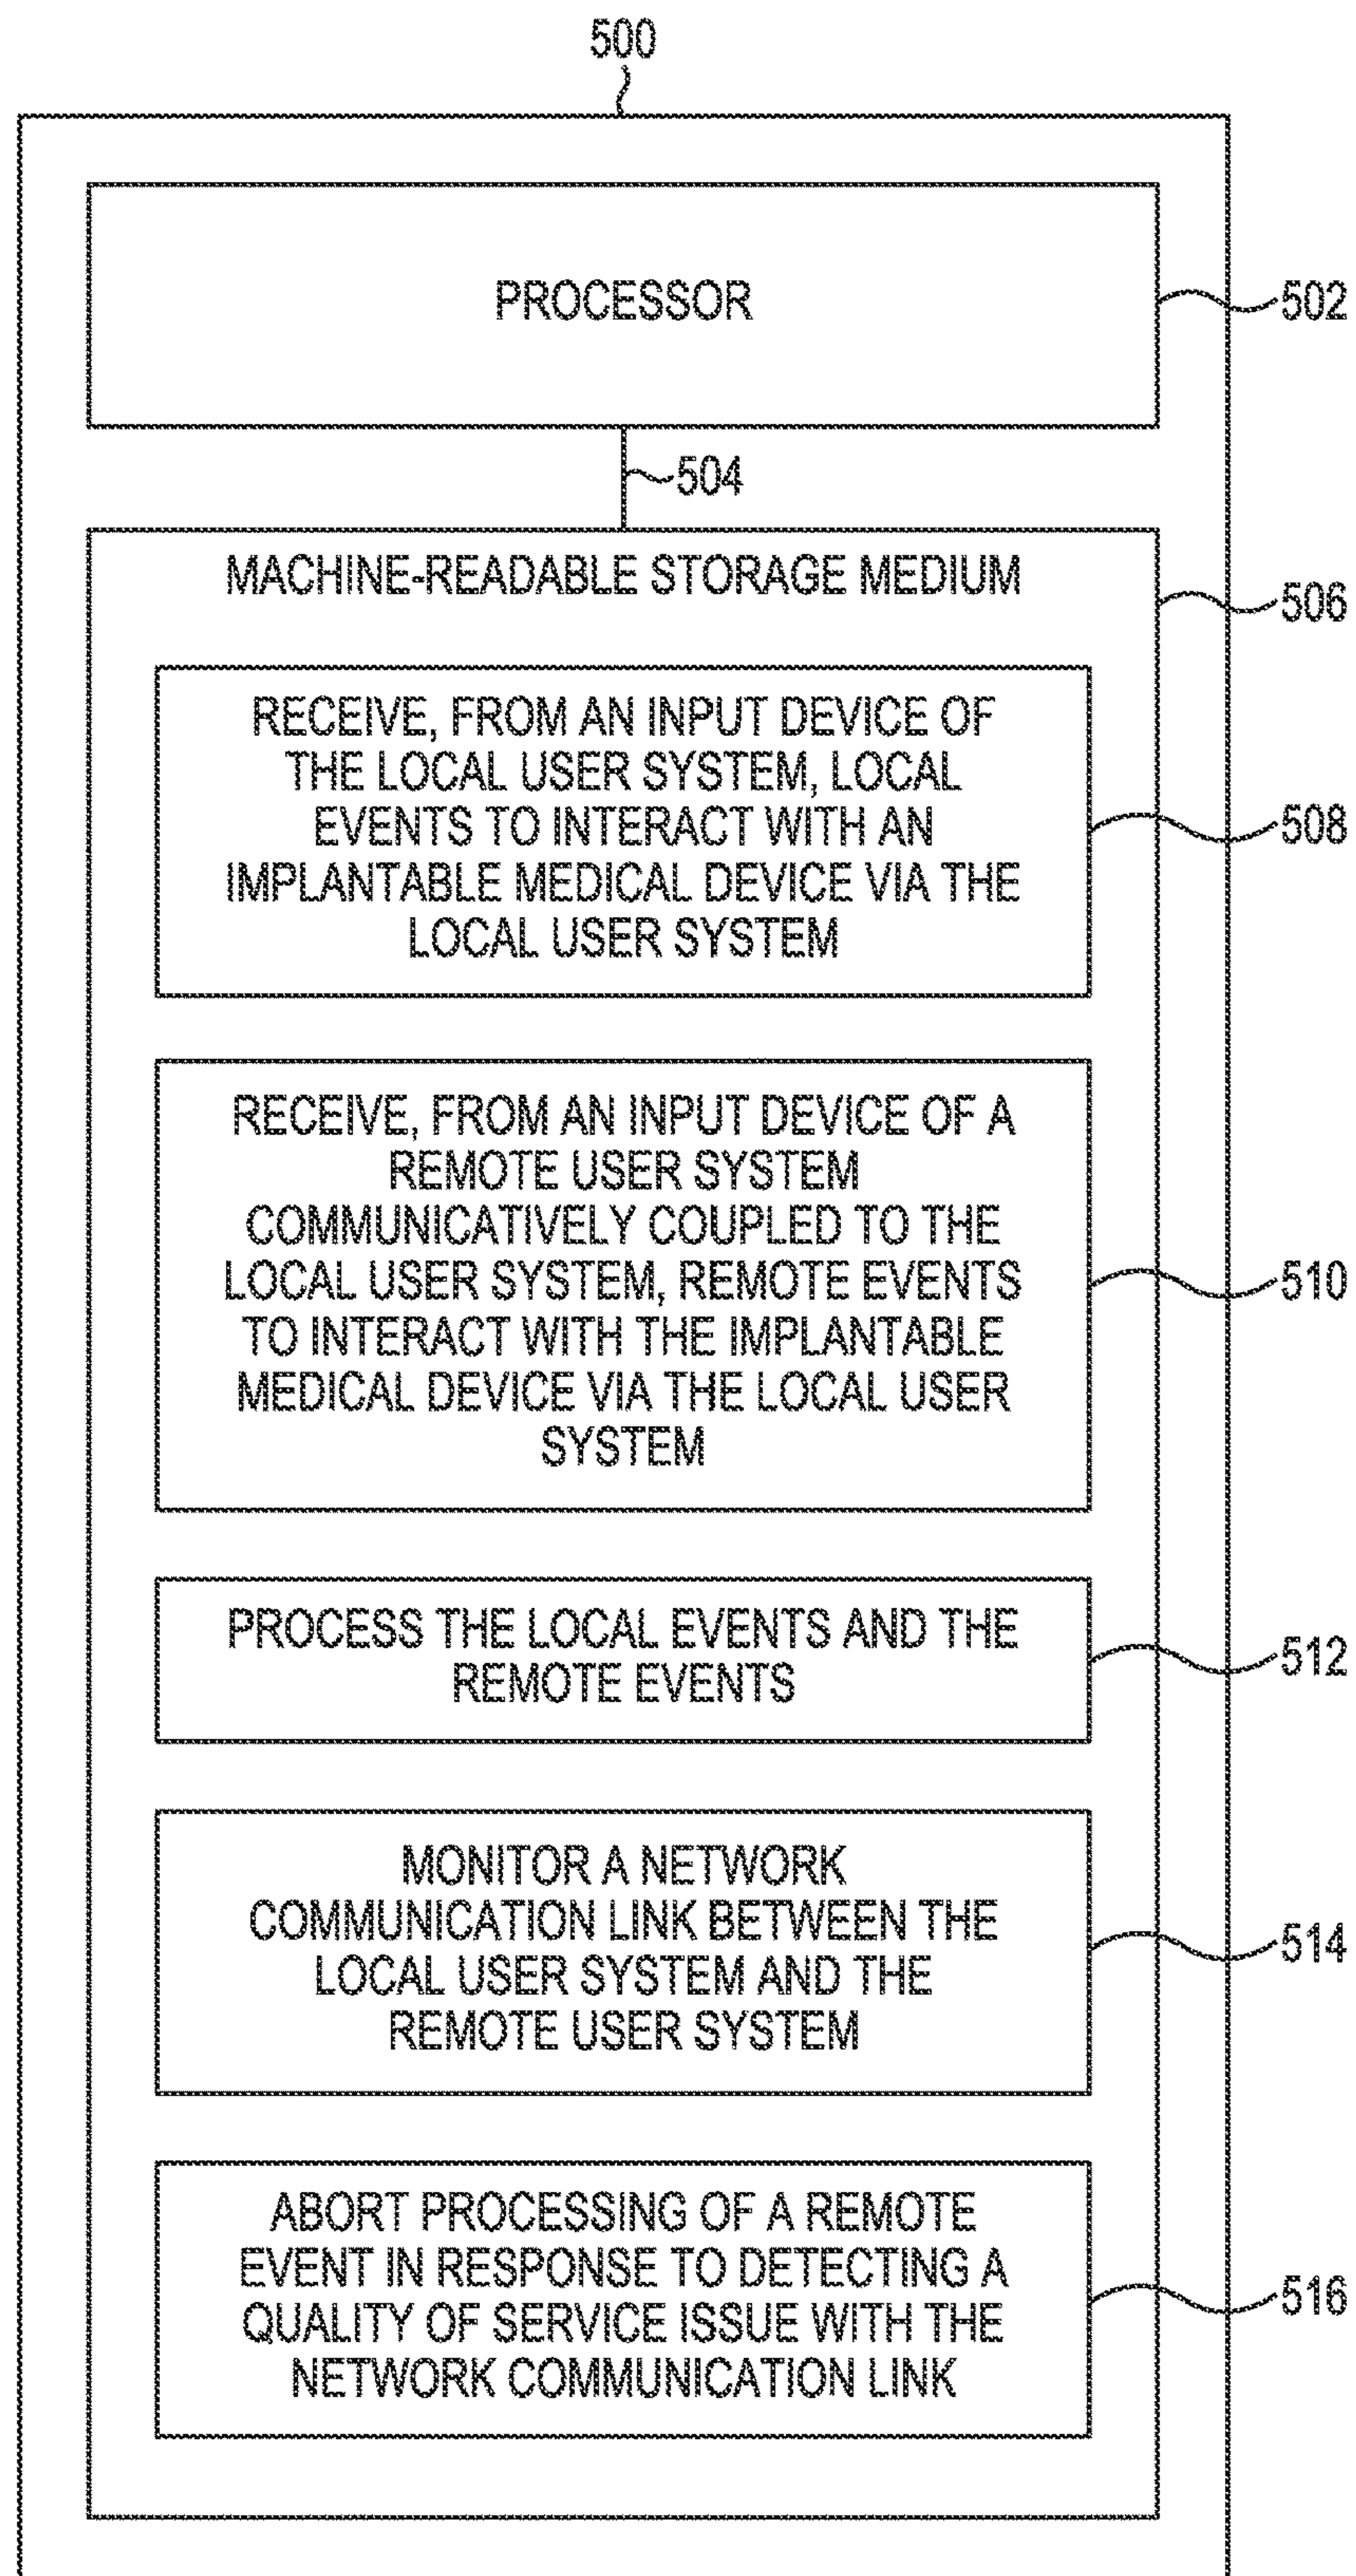 500
PROCESSOR
502
504
MACHINE-READABLE STORAGE MEDIUM
506
RECEIVE, FROM AN INPUT DEVICE OF
THE LOCAL USER SYSTEM, LOCAL
EVENTS TO INTERACT WITH AN
IMPLANTABLE MEDICAL DEVICE VIA THE
LOCAL USER SYSTEM
508
RECEIVE, FROM AN INPUT DEVICE OF A
REMOTE USER SYSTEM
COMMUNICATIVELY COUPLED TO THE
LOCAL USER SYSTEM, REMOTE EVENTS
TO INTERACT WITH THE IMPLANTABLE
MEDICAL DEVICE VIA THE LOCAL USER
SYSTEM
510
PROCESS THE LOCAL EVENTS AND THE
REMOTE EVENTS
512
MONITOR A NETWORK
COMMUNICATION LINK BETWEEN THE
LOCAL USER SYSTEM AND THE
REMOTE USER SYSTEM
514
ABORT PROCESSING OF A REMOTE
EVENT IN RESPONSE TO DETECTING A
QUALITY OF SERVICE ISSUE WITH THE
NETWORK COMMUNICATION LINK
516